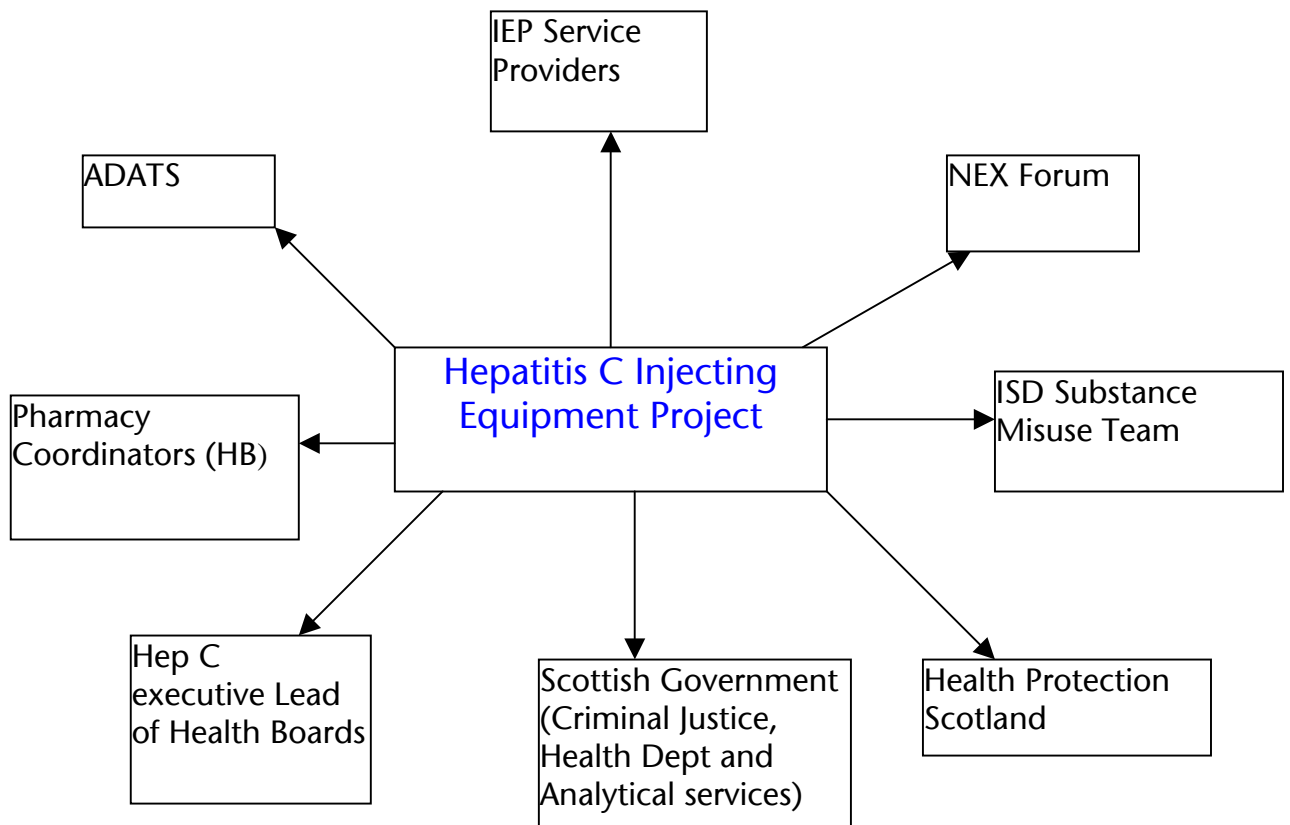 IEP Service
Providers
ADATS
NEX Forum
Hepatitis C Injecting
Equipment Project
ISD Substance
Misuse Team
Pharmacy
Coordinators (HB)
Hep C
executive Lead
of Health Boards
Scottish Government
(Criminal Justice,
Health Dept and
Analytical services)
Health Protection
Scotland